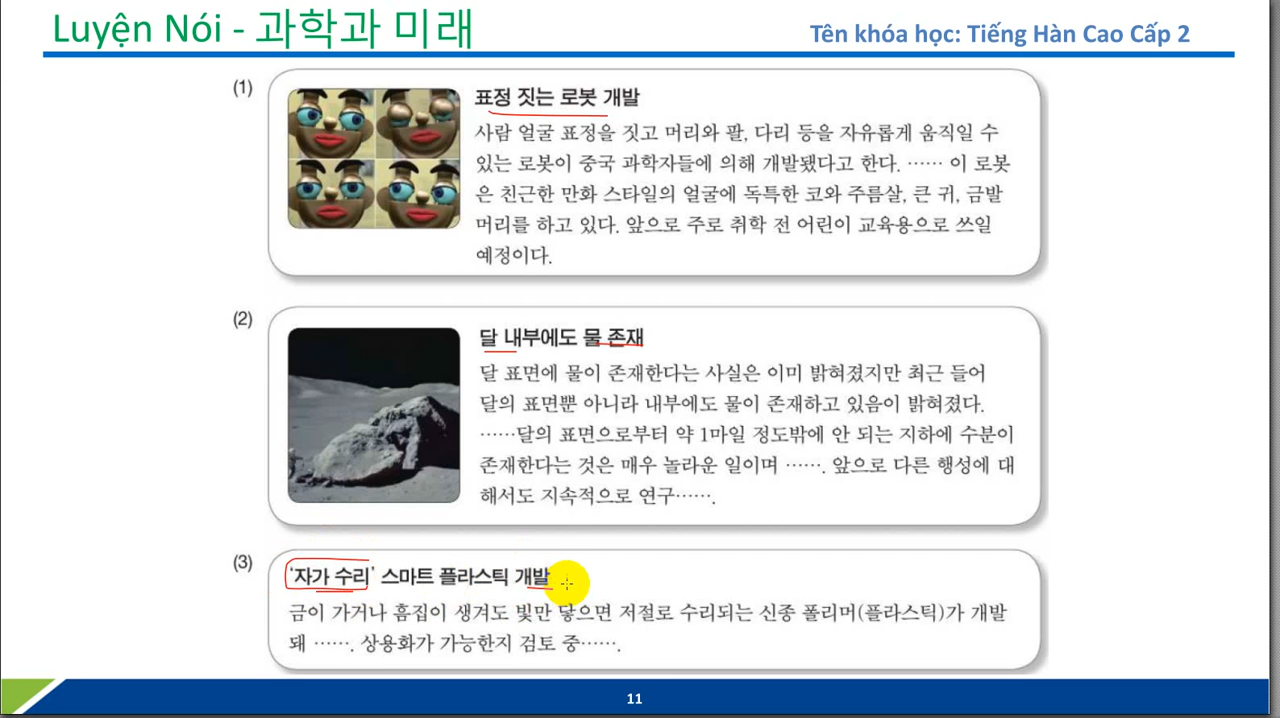 Luyện Nói - 과학과 미래
Tên khóa học: Tiếng Hàn Cao Cấp 2
(1)
표정 짓는 로봇 개발
사람 얼굴 표정을 짓고 머리와 팔, 다리 등을 자유롭게 움직일 수
있는 로봇이 중국 과학자들에 의해 개발됐다고 한다. …… 이 로봇
은 친근한 만화 스타일의 얼굴에 독특한 코와 주름살, 큰 귀, 금발
머리를 하고 있다. 앞으로 주로 취학 전 어린이 교육용으로 쓰일
예정이다.
(2)
달 내부에도 물 존재
달 표면에 물이 존재한다는 사실은 이미 밝혀졌지만 최근 들어
달의 표면뿐 아니라 내부에도 물이 존재하고 있음이 밝혀졌다.
……달의 표면으로부터 약 1마일 정도밖에 안 되는 지하에 수분이
존재한다는 것은 매우 놀라운 일이며 ……. 앞으로 다른 행성에 대
해서도 지속적으로 연구…….
(3)
'자가 수리' 스마트 플라스틱 개발
금이 가거나 흠집이 생겨도 빛만 닿으면 저절로 수리되는 신종 폴리머(플라스틱)가 개발
돼 ……. 상용화가 가능한지 검토 중…….
11